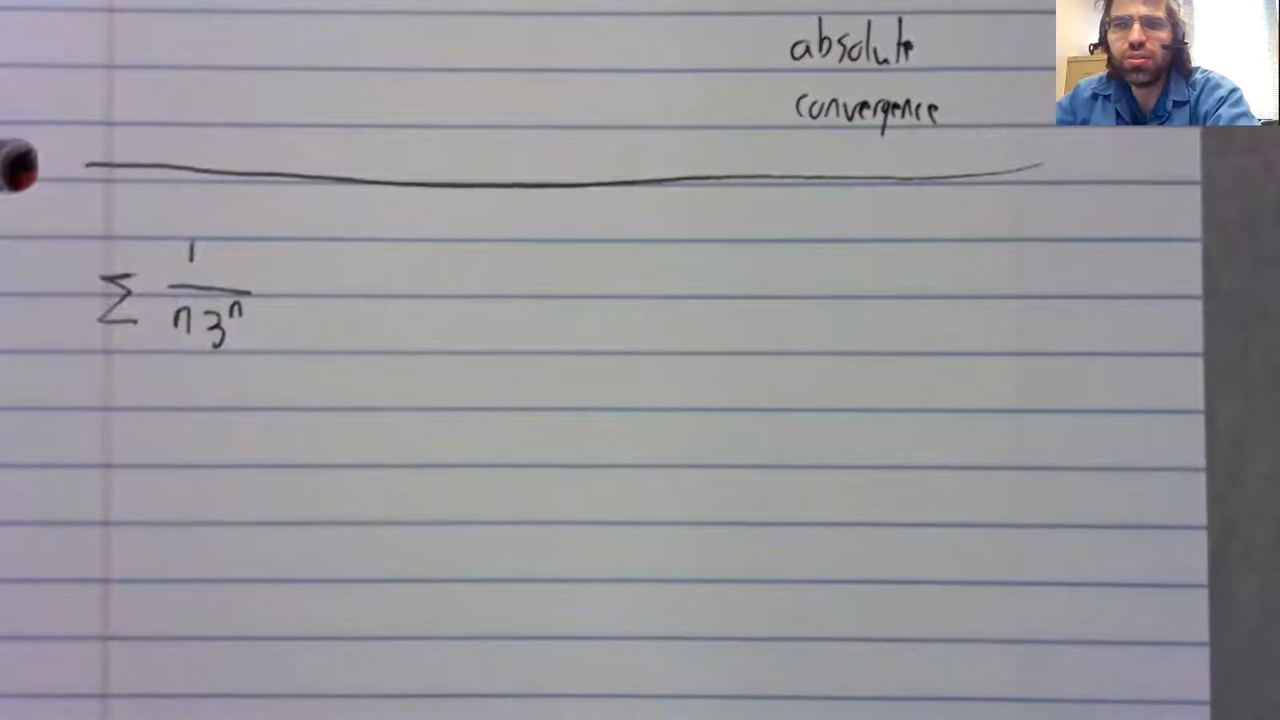 absolute
convergence
∑ 1/(n3ⁿ)